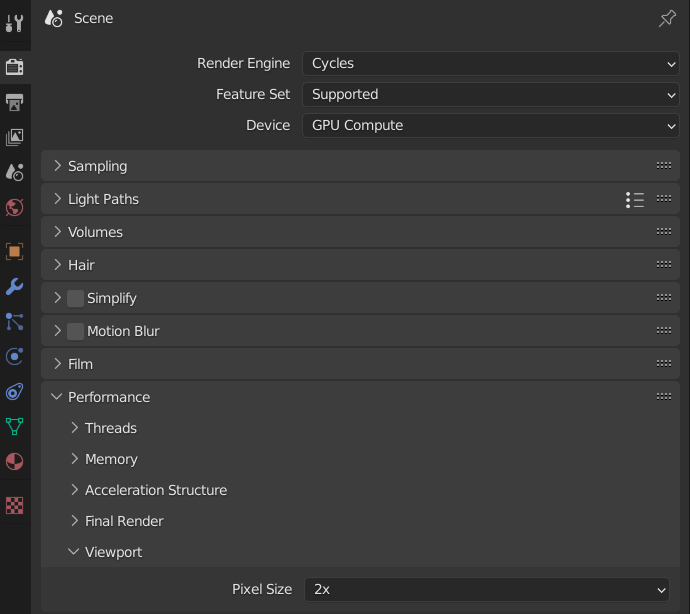 Scene
Render Engine Cycles
Feature Set Supported
Device GPU Compute
Sampling
Light Paths
Volumes
Hair
Simplify
Motion Blur
Film
Performance
Threads
Memory
Acceleration Structure
Final Render
Viewport
Pixel Size 2x